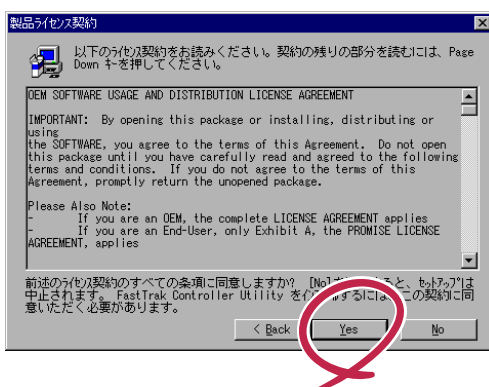 製品ライセンス契約
以下のライセンス契約をお読みください。契約の残りの部分を読むには、Page
Down キーを押してください。
OEM SOFTWARE USAGE AND DISTRIBUTION LICENSE AGREEMENT
IMPORTANT: By opening this package or installing, distributing or
using
the SOFTWARE, you agree to the terms of this Agreement. Do not open
this package until you have carefully read and agreed to the following
terms and conditions. If you do not agree to the terms of this
Agreement, promptly return the unopened package.
Please Also Note:
- If you are an OEM, the complete LICENSE AGREEMENT applies
- If you are an End-User, only Exhibit A, the PROMISE LICENSE
AGREEMENT, applies
前述のライセンス契約のすべての条項に同意しますか? [No] と、セットアップは
中止されます。 FastTrak Controller Utility を するには、この契約に同
意いただく必要があります。
< Back
Yes
No